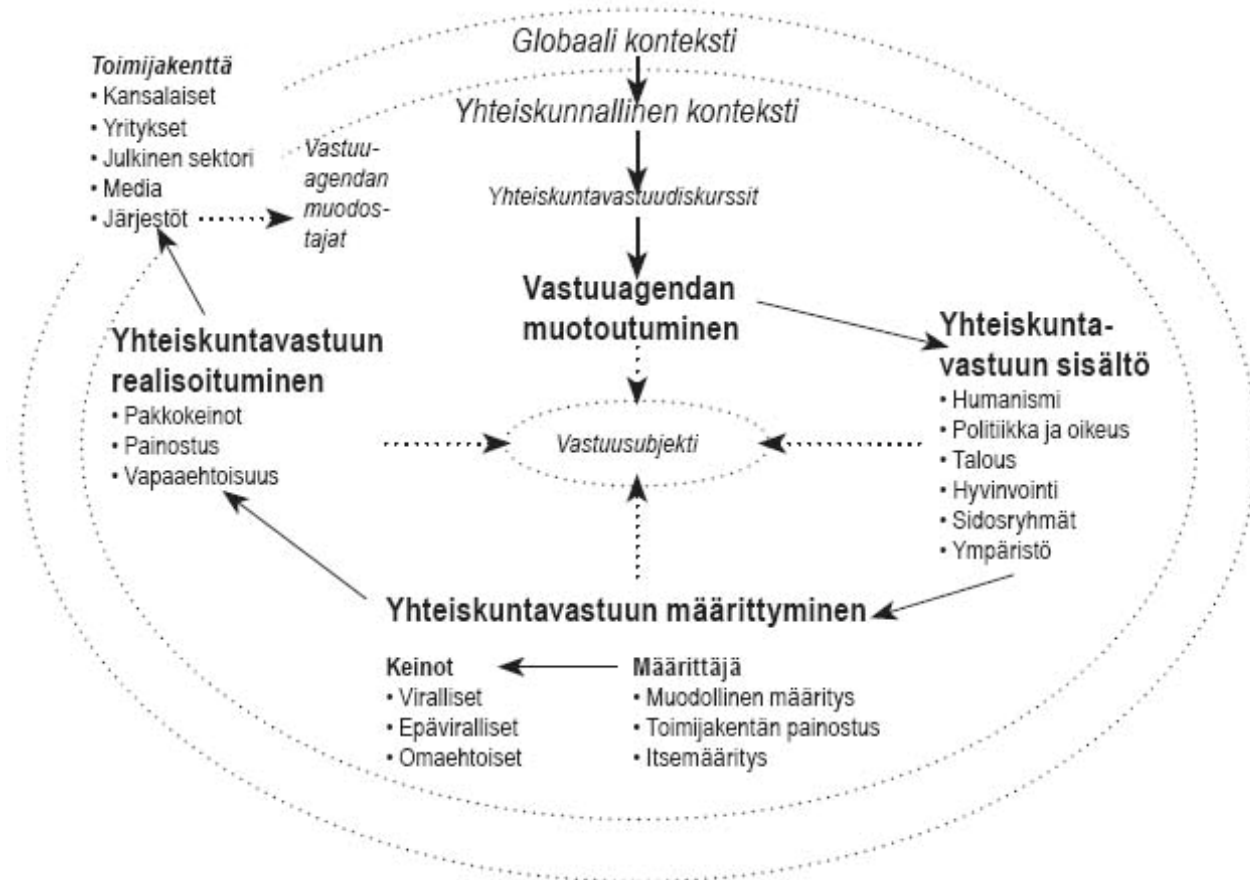 Globaali konteksti
Toimijakenttä
• Kansalaiset
• Yritykset
• Julkinen sektori
• Media
• Järjestöt
Yhteiskunnallinen konteksti
Vastuu-
agendan
muodos-
tajat
Yhteiskuntavastuudiskurssit
Vastuuagendan
muotoutuminen
Yhteiskunta-
vastuun sisältö
• Humanismi
• Politiikka ja oikeus
• Talous
• Hyvinvointi
• Sidosryhmät
• Ympäristö
Yhteiskuntavastuun
realisoituminen
• Pakkokeinot
• Painostus
• Vapaaehtoisuus
Vastuusubjekti
Yhteiskuntavastuun määrittyminen
Keinot
• Viralliset
• Epäviralliset
• Omaehtoiset
Määrittäjä
• Muodollinen määritys
• Toimijakentän painostus
• Itsemääritys